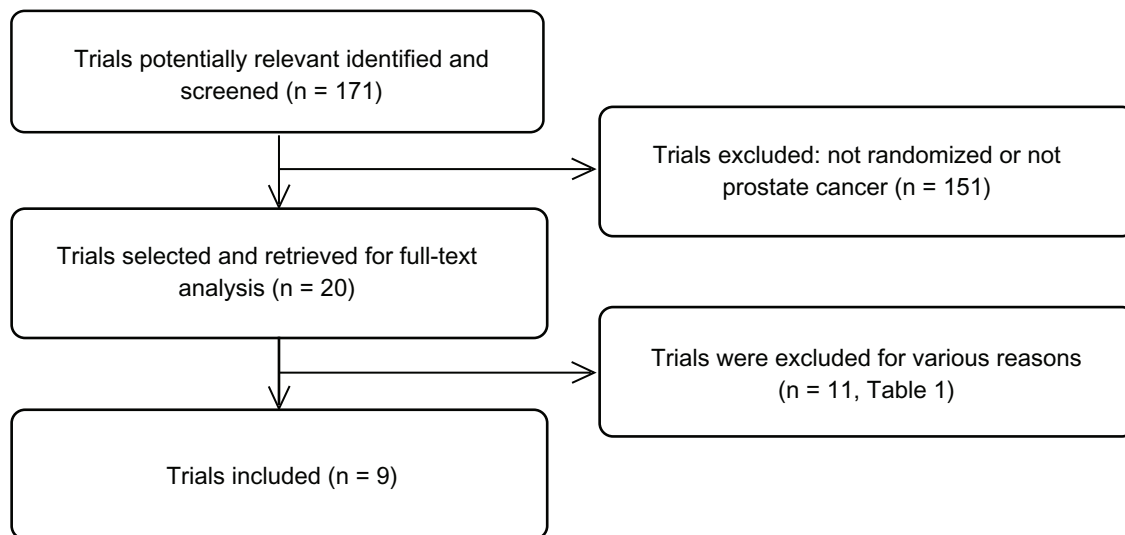 Trials potentially relevant identified and
screened (n = 171)
Trials excluded: not randomized or not
prostate cancer (n = 151)
Trials selected and retrieved for full-text
analysis (n = 20)
Trials were excluded for various reasons
(n = 11, Table 1)
Trials included (n = 9)